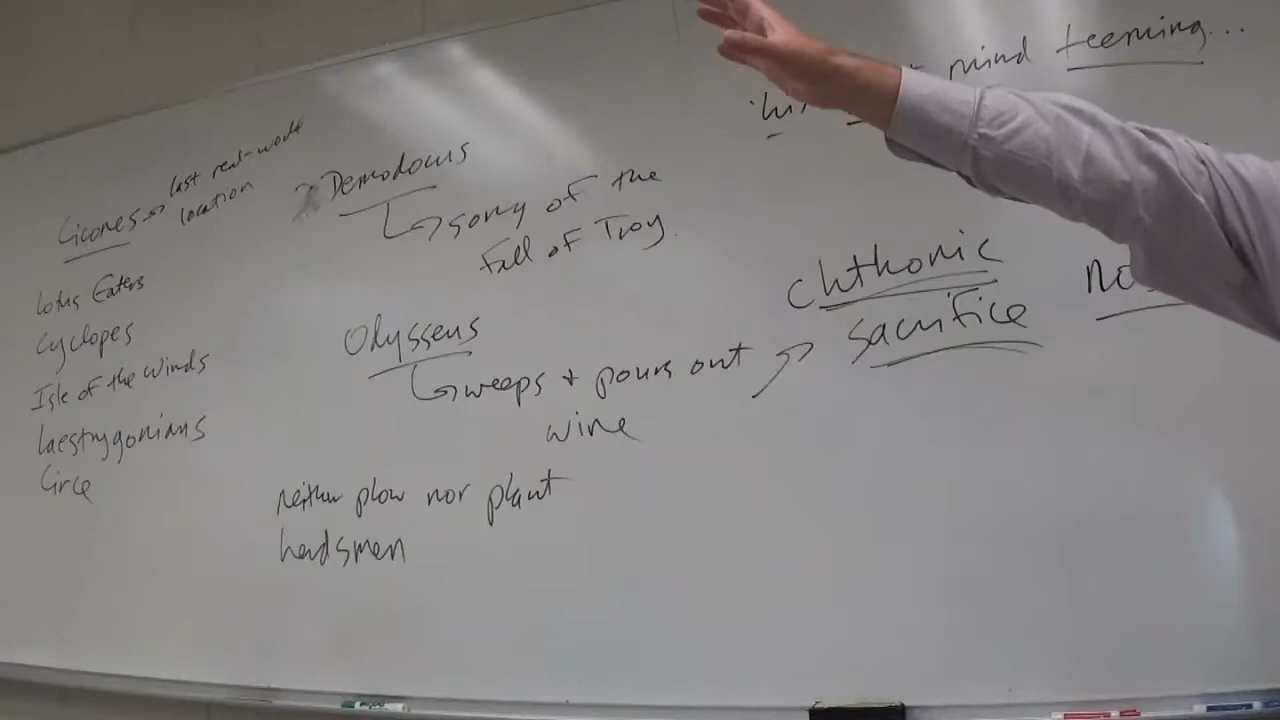 Cicones → last real-world
location
Lotus Eaters
Cyclopes
Isle of the Winds
Laestrygonians
Circe
Demodocus
↳ song of the
Fall of Troy
Odysseus
↳ weeps + pours out →
wine
neither plow nor plant
herdsmen
mind teeming...
chthonic
sacrifice